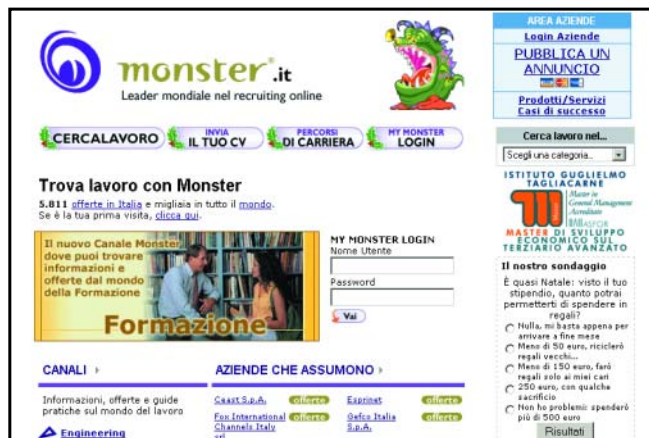 monster.it
Leader mondiale nel recruiting online
CERCALAVORO
INVIA
IL TUO CV
PERCORSI
DI CARRIERA
MY MONSTER
LOGIN
Trova lavoro con Monster
5.811 offerte in Italia e migliaia in tutto il mondo.
Se è la tua prima visita, clicca qui.
Il nuovo Canale Monster
dove puoi trovare
informazioni e
offerte dal mondo
della Formazione
Formazione
MY MONSTER LOGIN
Nome Utente
Password
Vai
CANALI
Informazioni, offerte e guide
pratiche sul mondo del lavoro
Engineering
AZIENDE CHE ASSUMONO
Ceast S.p.A. offerte
Fox International offerte
Channels Italy
srl
Esprinet offerte
Gefco Italia offerte
S.p.A.
AREA AZIENDE
Login Aziende
PUBBLICA UN
ANNUNCIO
Prodotti/Servizi
Casi di successo
Cerca lavoro nel...
Scegli una categoria...
ISTITUTO GUGLIELMO
TAGLIACARNE
Master in
General Management
Accreditato
ASFOR
MASTER DI SVILUPPO
ECONOMICO SUL
TERZIARIO AVANZATO
Il nostro sondaggio
È quasi Natale: visto il tuo
stipendio, quanto potrai
permetterti di spendere in
regali?
Nulla, mi basta appena per
arrivare a fine mese
Meno di 50 euro, riciclerò
regali vecchi...
Meno di 150 euro, farò
regali solo ai miei cari
250 euro, con qualche
sacrificio
Non ho problemi: spenderò
più di 500 euro
Risultati